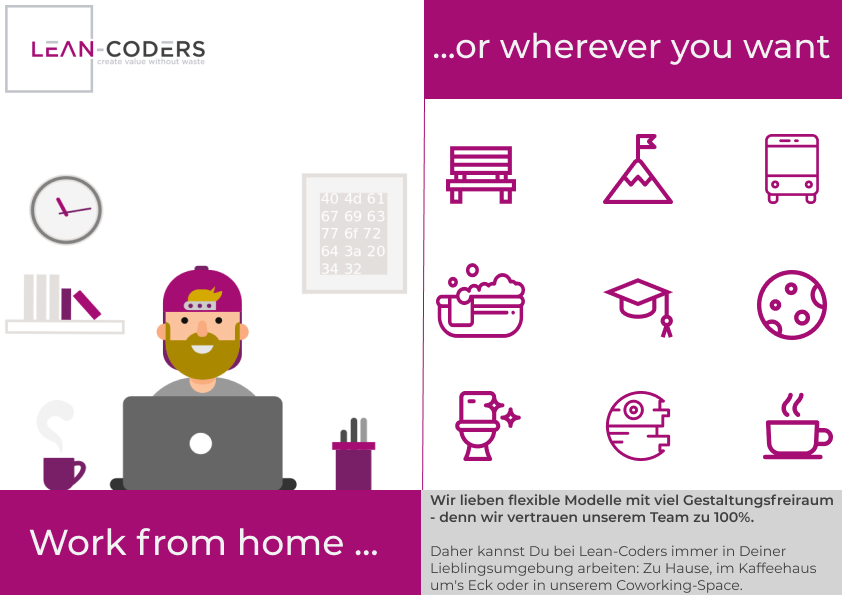 LEAN-CODERS
create value without waste
...or wherever you want
40 4d 61
67 69 63
77 6f 72
64 3a 20
34 32
Work from home ...
Wir lieben flexible Modelle mit viel Gestaltungsfreiraum
- denn wir vertrauen unserem Team zu 100%.
Daher kannst Du bei Lean-Coders immer in Deiner
Lieblingsumgebung arbeiten: Zu Hause, im Kaffeehaus
um's Eck oder in unserem Coworking-Space.